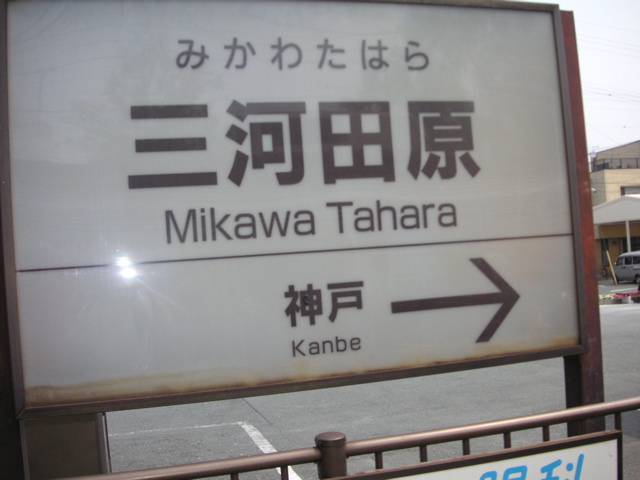 みかわたはら
三河田原
Mikawa Tahara
神戸
Kanbe